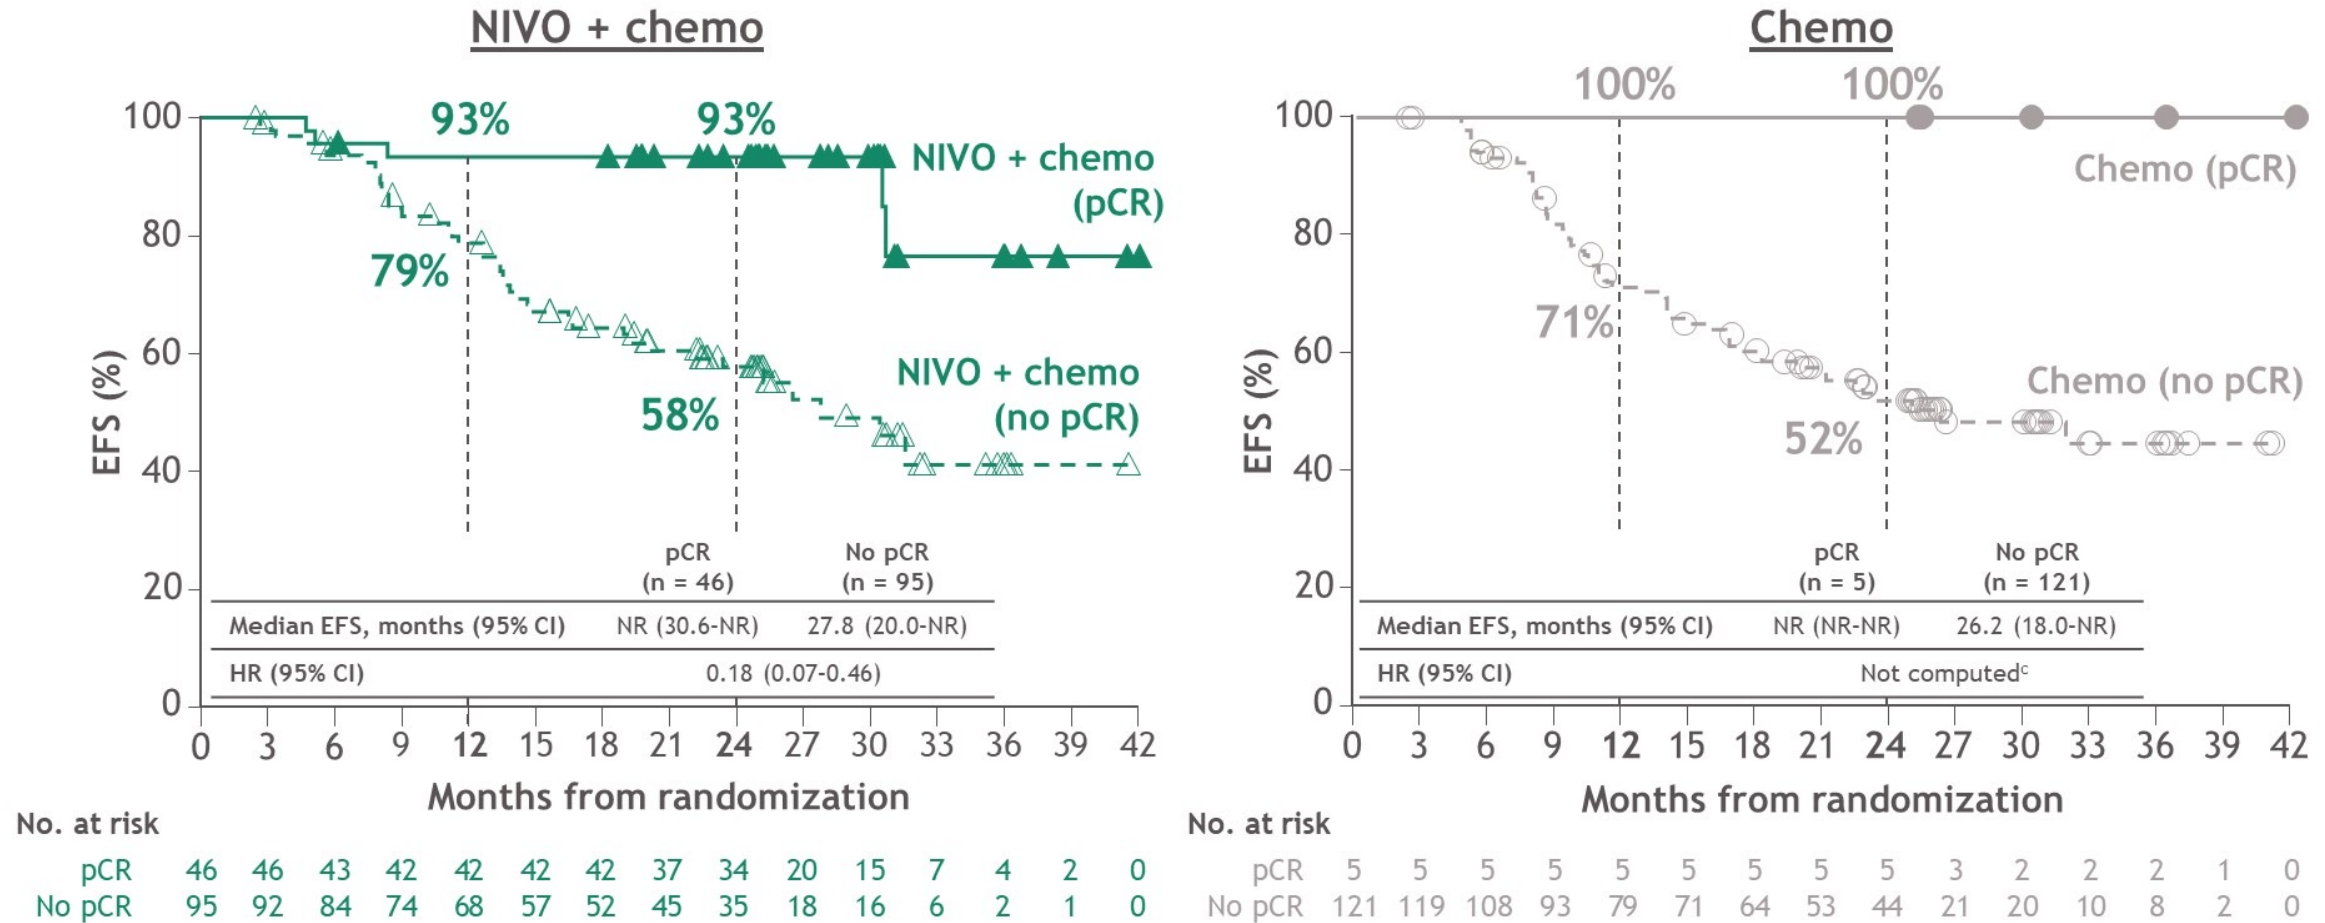 NIVO + chemo
100
80
60
40
20
0
EFS (%)
93%
93%
NIVO + chemo
(pCR)
79%
58%
NIVO + chemo
(no pCR)
pCR
(n = 46)
No pCR
(n = 95)
Median EFS, months (95% CI) NR (30.6-NR) 27.8 (20.0-NR)
HR (95% CI) 0.18 (0.07-0.46)
0 3 6 9 12 15 18 21 24 27 30 33 36 39 42
Months from randomization
No. at risk
pCR 46 46 43 42 42 42 42 37 34 20 15 7 4 2 0
No pCR 95 92 84 74 68 57 52 45 35 18 16 6 2 1 0
Chemo
100
80
60
40
20
0
EFS (%)
100%
100%
Chemo (pCR)
71%
52%
Chemo (no pCR)
pCR
(n = 5)
No pCR
(n = 121)
Median EFS, months (95% CI) NR (NR-NR) 26.2 (18.0-NR)
HR (95% CI) Not computedᶜ
0 3 6 9 12 15 18 21 24 27 30 33 36 39 42
Months from randomization
No. at risk
pCR 5 5 5 5 5 5 5 5 5 3 2 2 2 1 0
No pCR 121 119 108 93 79 71 64 53 44 21 20 10 8 2 0